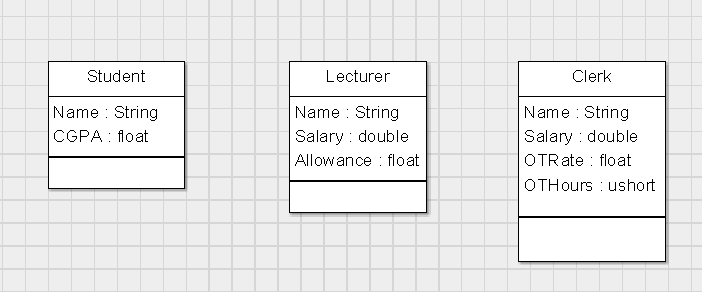 Student
Name : String
CGPA : float
Lecturer
Name : String
Salary : double
Allowance : float
Clerk
Name : String
Salary : double
OTRate : float
OTHours : ushort